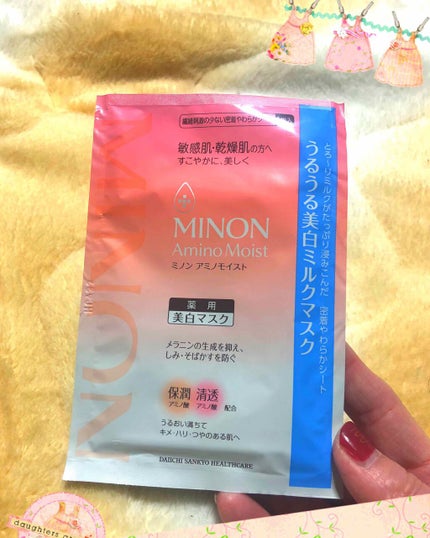 繊維刺激の少ない密着やわらかシート
敏感肌・乾燥肌の方へ
すこやかに、美しく
MINON
Amino Moist
ミノン アミノモイスト
薬用
美白マスク
メラニンの生成を抑え、
しみ・そばかすを防ぐ
保潤 清透
アミノ酸 アミノ酸 配合
うるおい満ちて
キメ・ハリ・つやのある肌へ
DAIICHI SANKYO HEALTHCARE
とろ〜りミルクがたっぷり浸みこんだ 密着やわらかシート
うるうる美白ミルクマスク
MINON
daughters